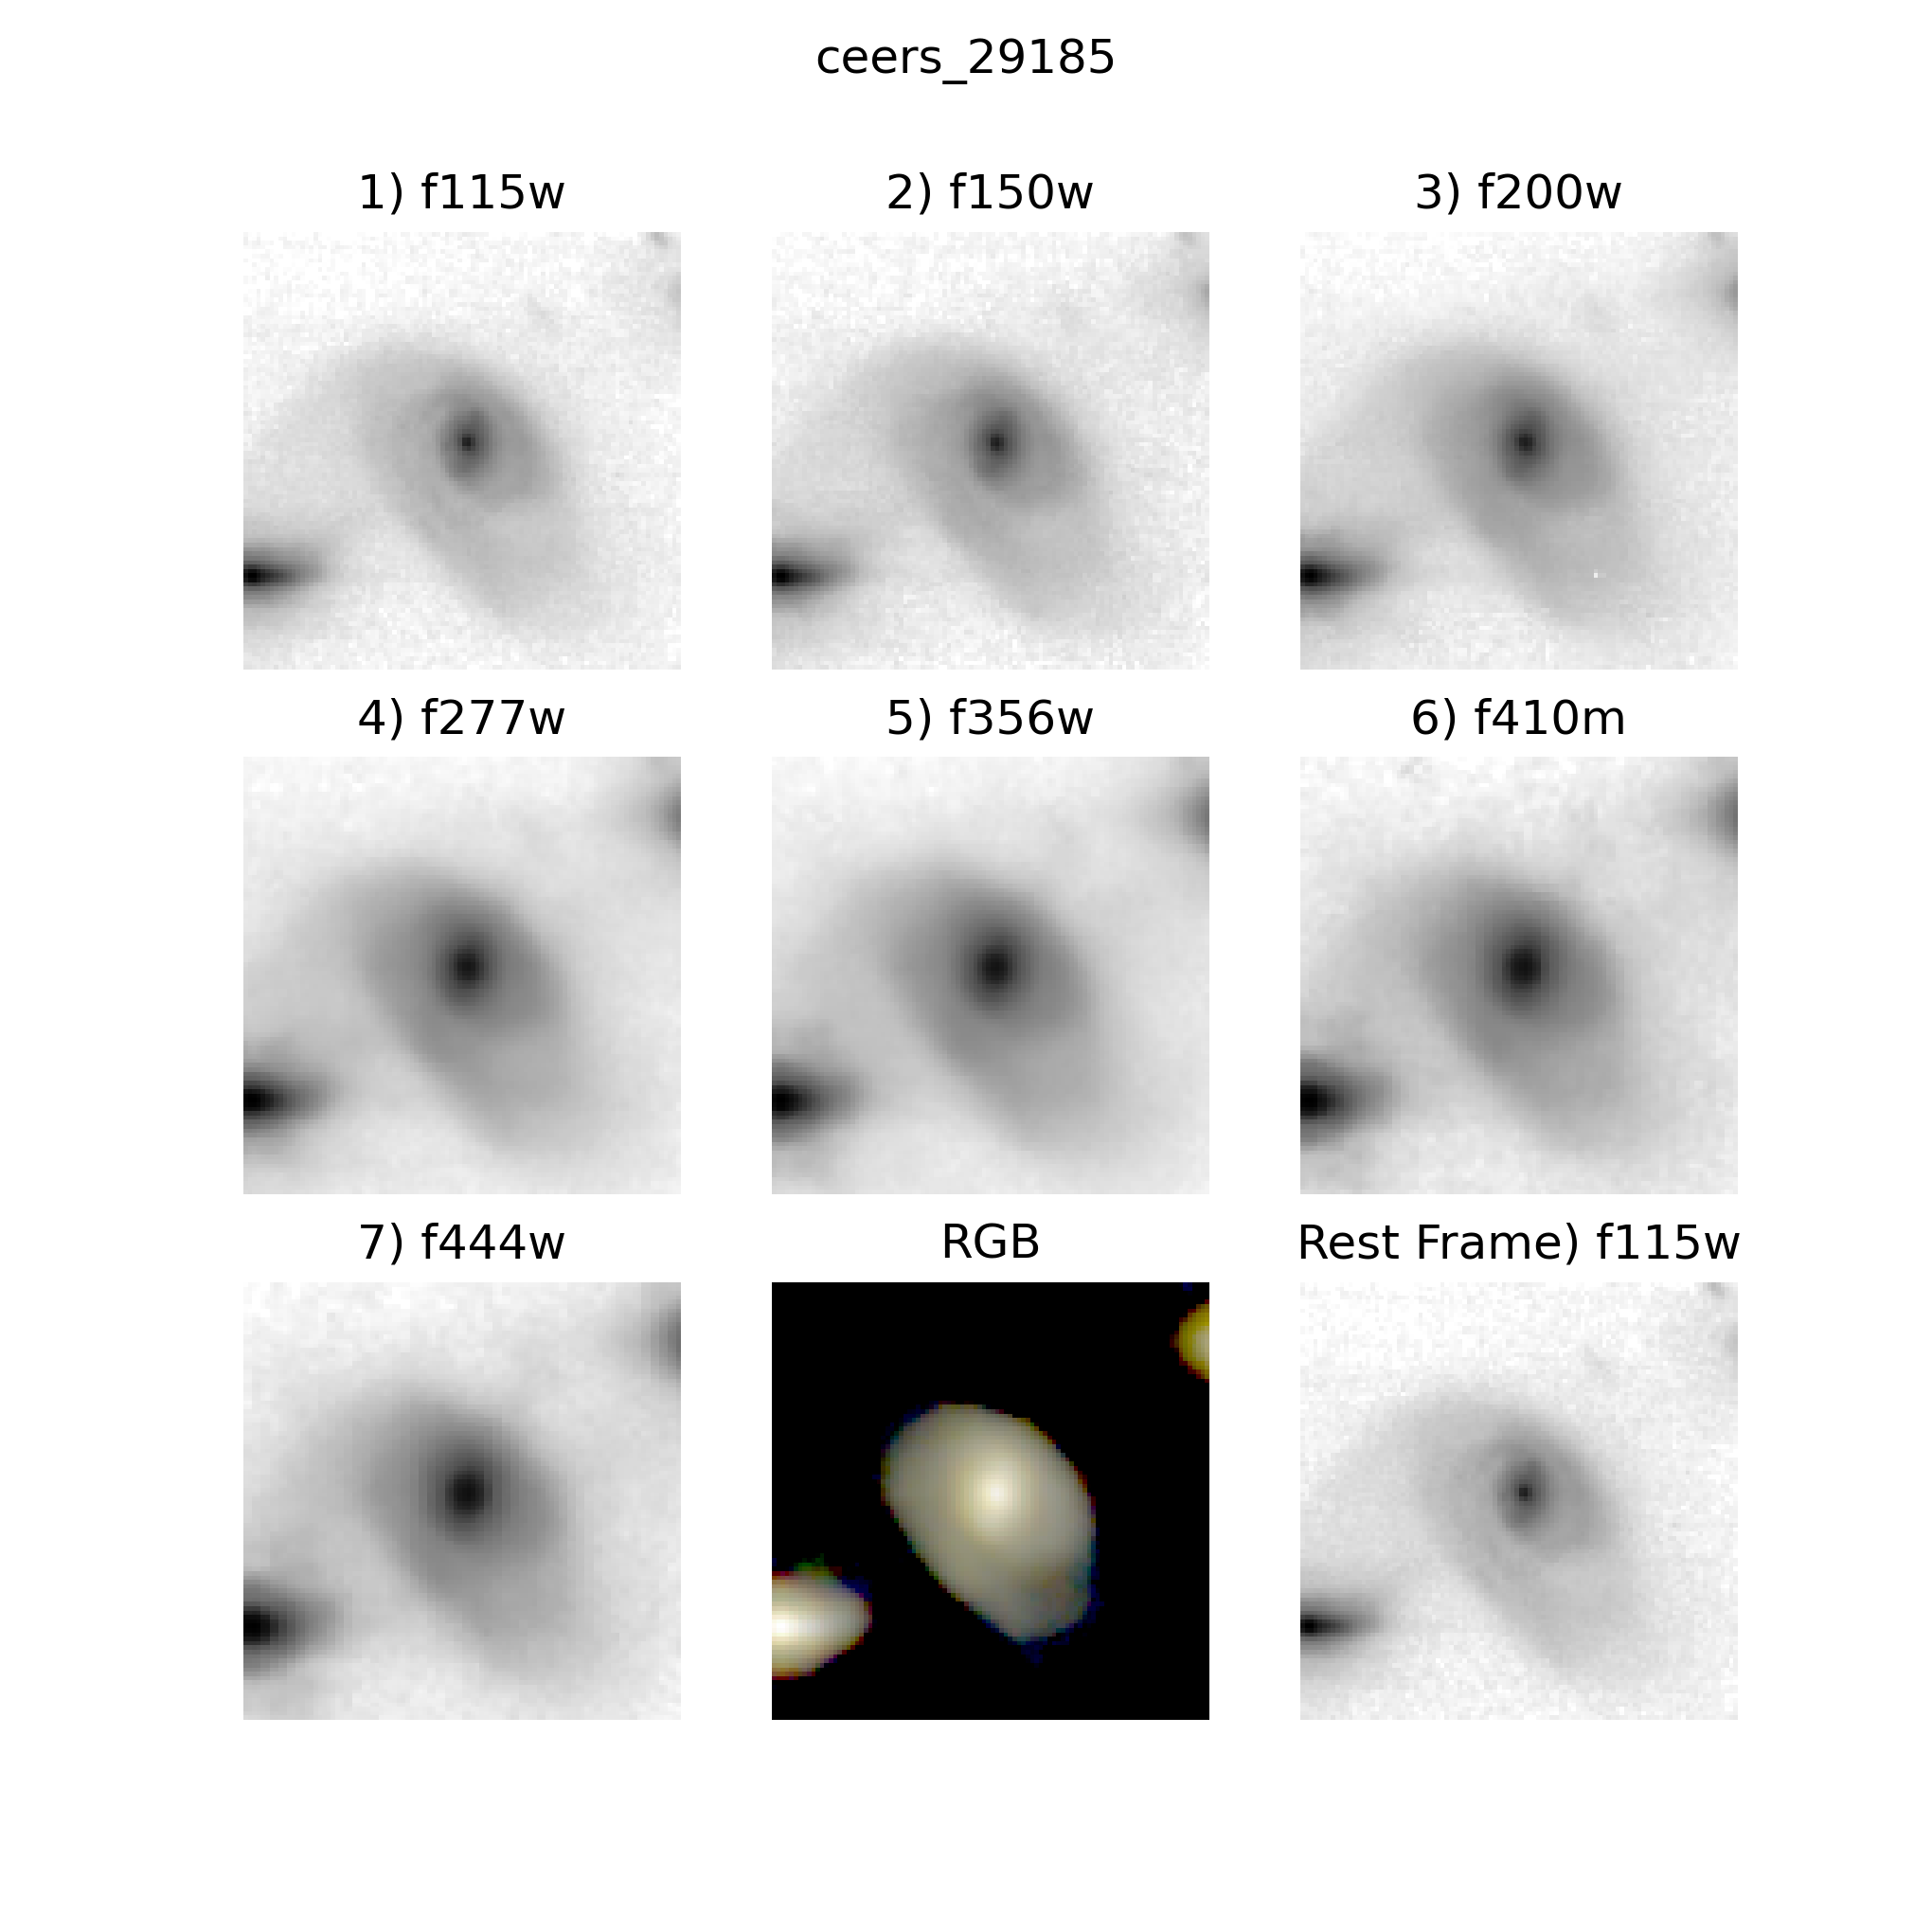 ceers_29185
1) f115w
2) f150w
3) f200w
4) f277w
5) f356w
6) f410m
7) f444w
RGB
Rest Frame) f115w